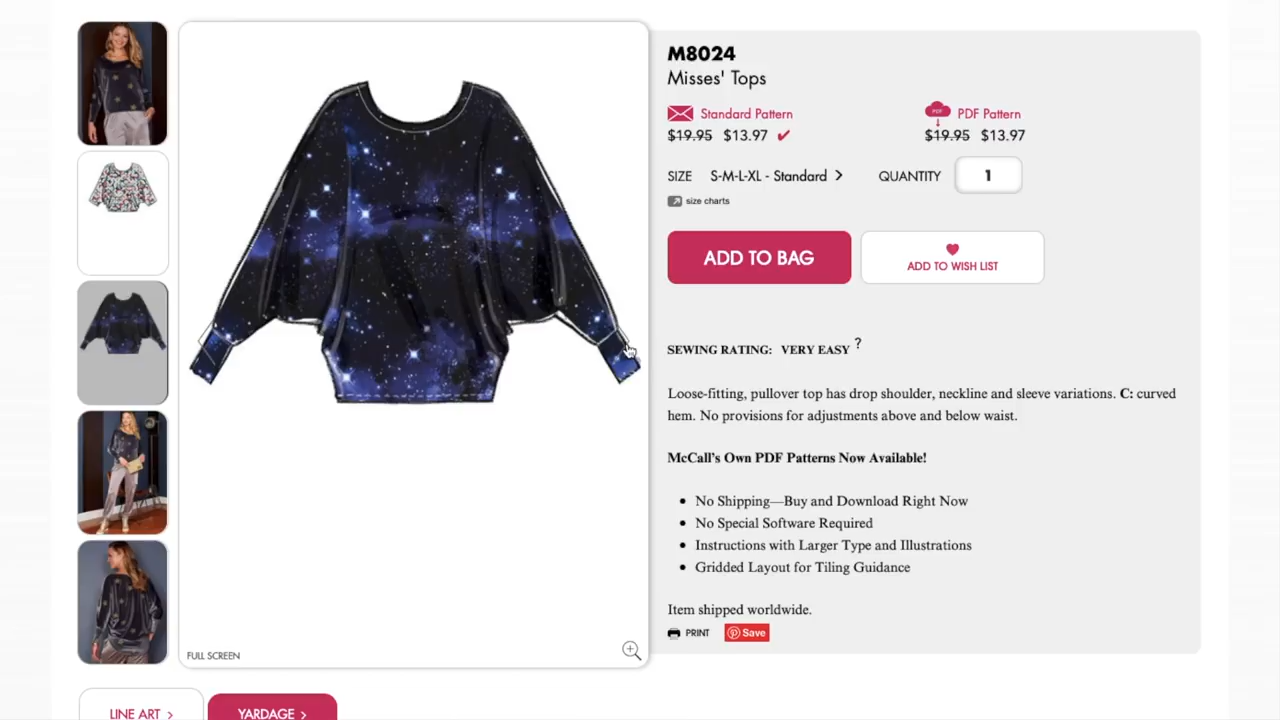 M8024
Misses' Tops
Standard Pattern
$19.95 $13.97 ✔
PDF
PDF Pattern
$19.95 $13.97
SIZE S-M-L-XL - Standard > QUANTITY 1
size charts
ADD TO BAG
ADD TO WISH LIST
SEWING RATING: VERY EASY ?
Loose-fitting, pullover top has drop shoulder, neckline and sleeve variations. C: curved
hem. No provisions for adjustments above and below waist.
McCall's Own PDF Patterns Now Available!
• No Shipping—Buy and Download Right Now
• No Special Software Required
• Instructions with Larger Type and Illustrations
• Gridded Layout for Tiling Guidance
Item shipped worldwide.
PRINT Save
FULL SCREEN
LINE ART >
YARDAGE >